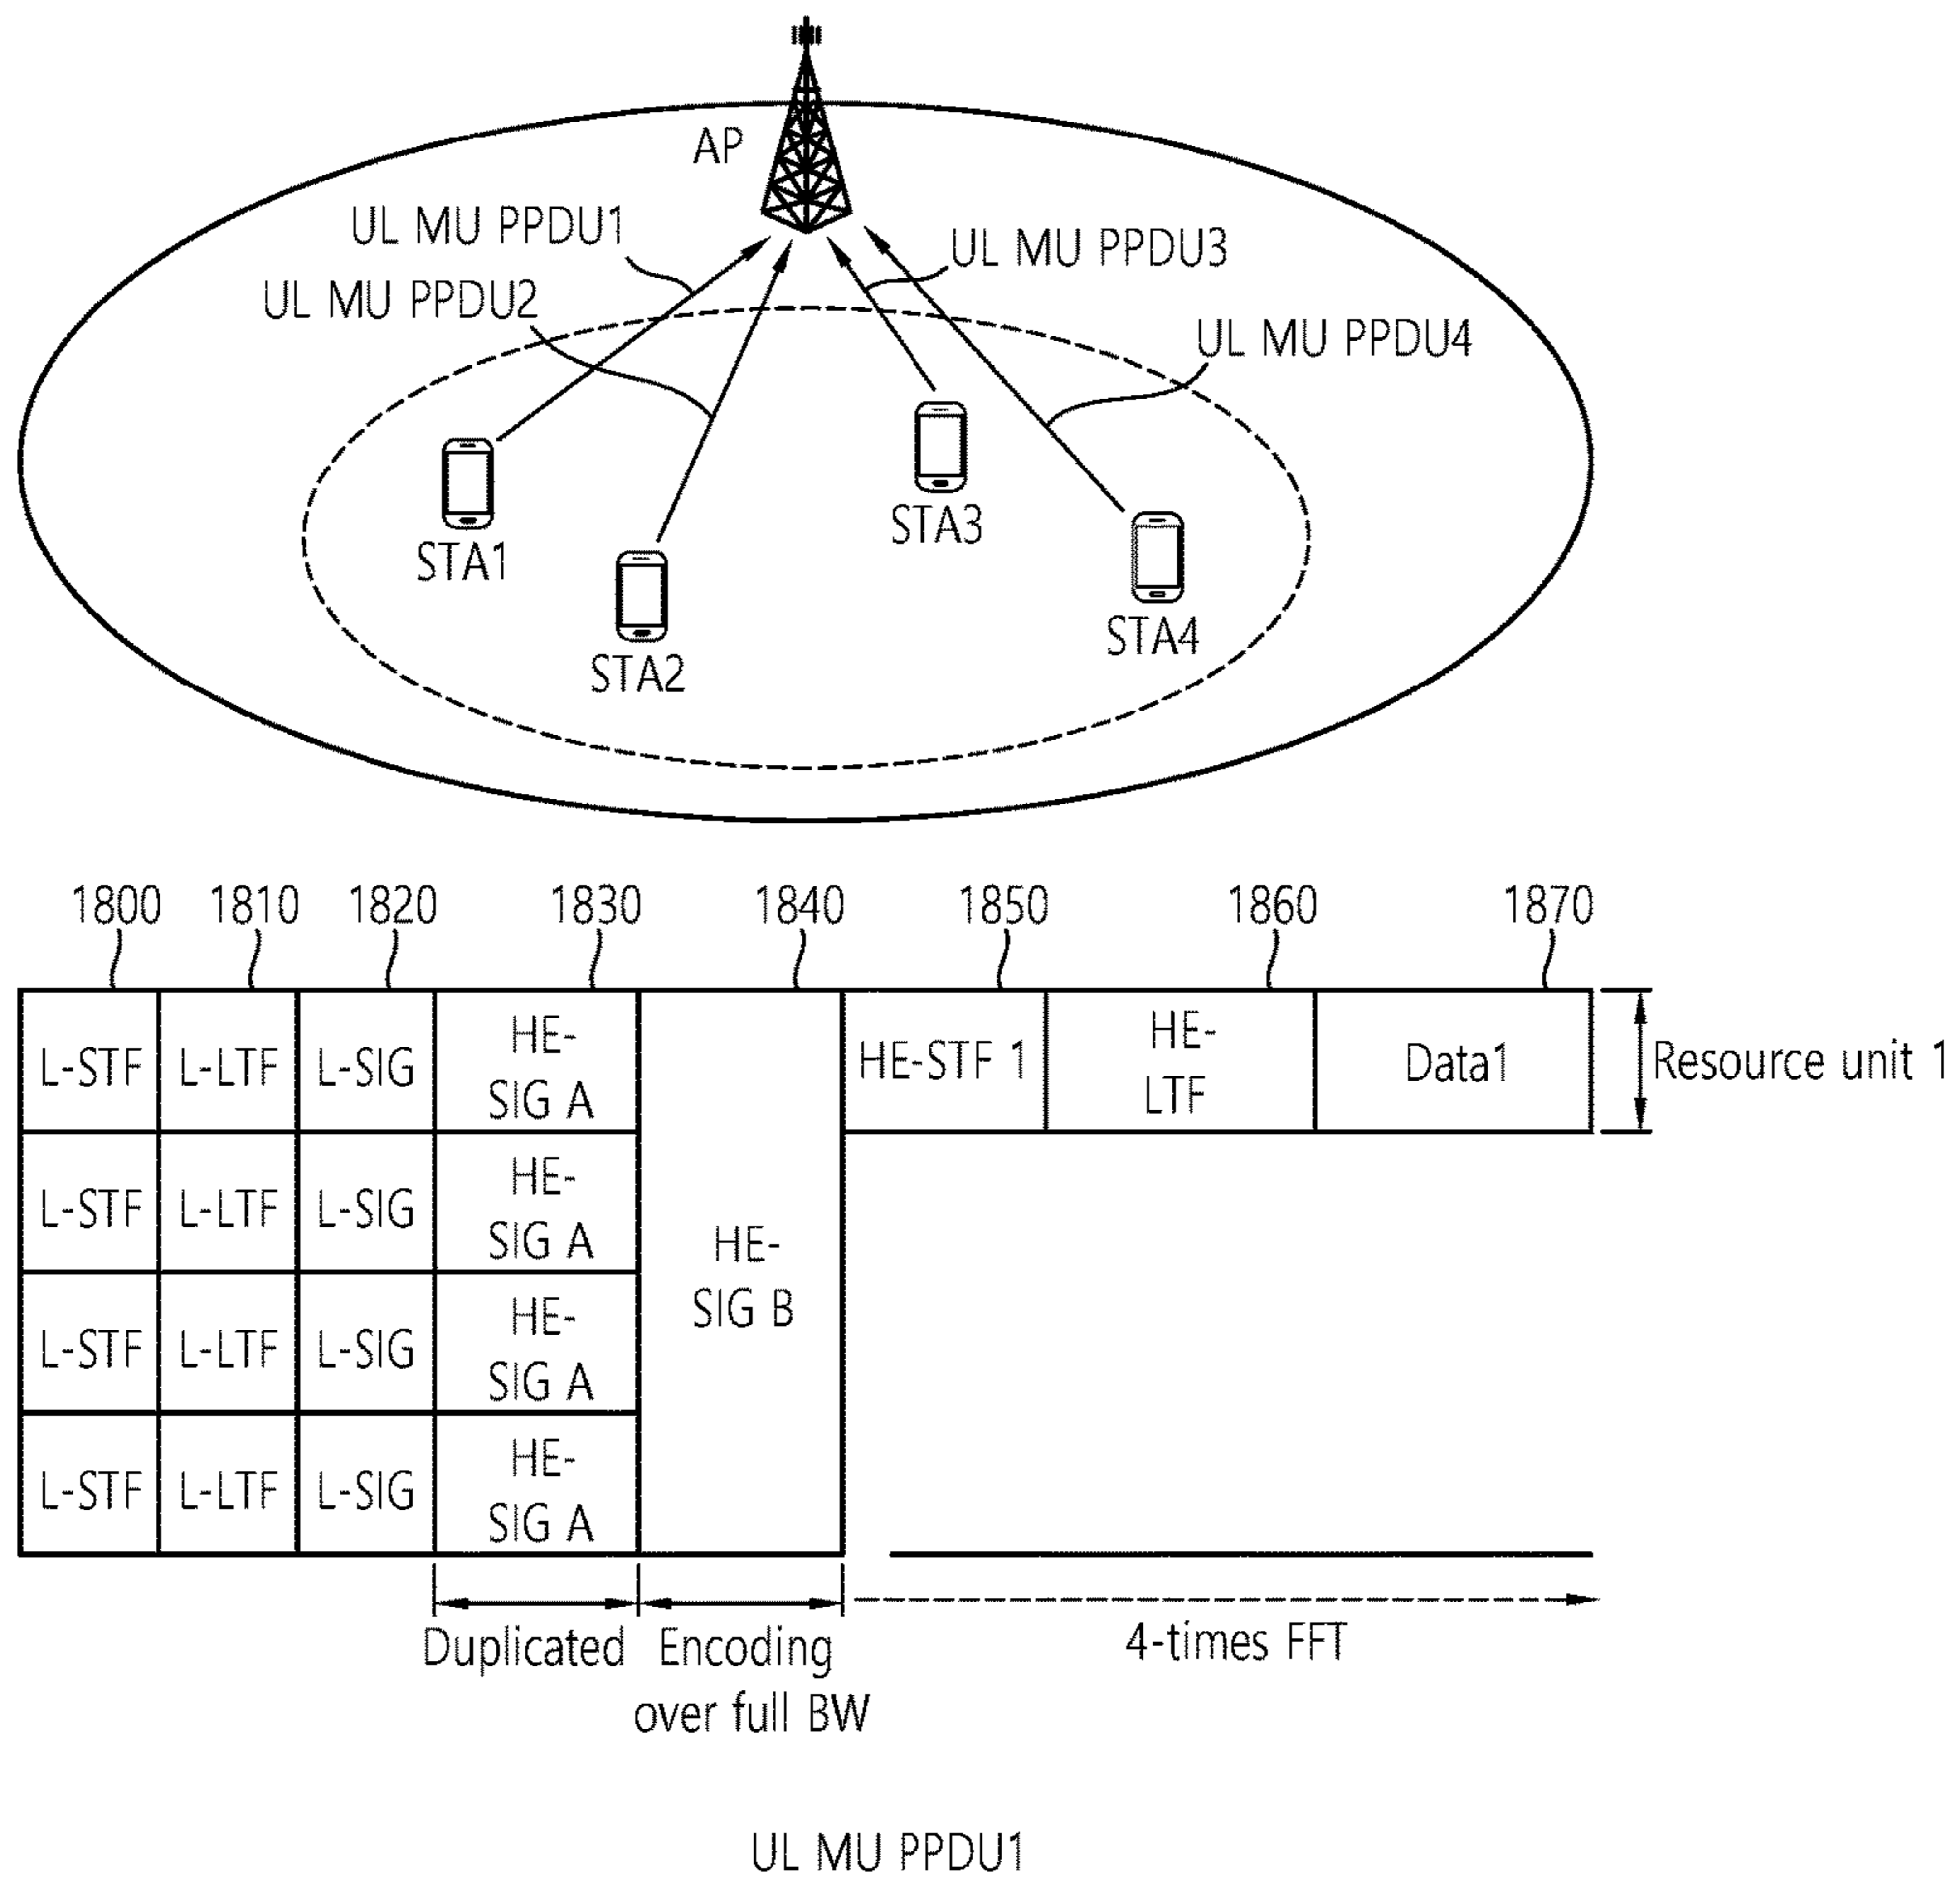 AP
UL MU PPDU1
UL MU PPDU3
UL MU PPDU2
UL MU PPDU4
STA1
STA3
STA2
STA4
1800 1810 1820 1830 1840 1850 1860 1870
L-STF L-LTF L-SIG HE-
SIG A
HE-STF 1 HE-
LTF
Data1 Resource unit 1
L-STF L-LTF L-SIG HE-
SIG A
HE-
SIG B
L-STF L-LTF L-SIG HE-
SIG A
L-STF L-LTF L-SIG HE-
SIG A
Duplicated
Encoding
over full BW
4-times FFT
UL MU PPDU1